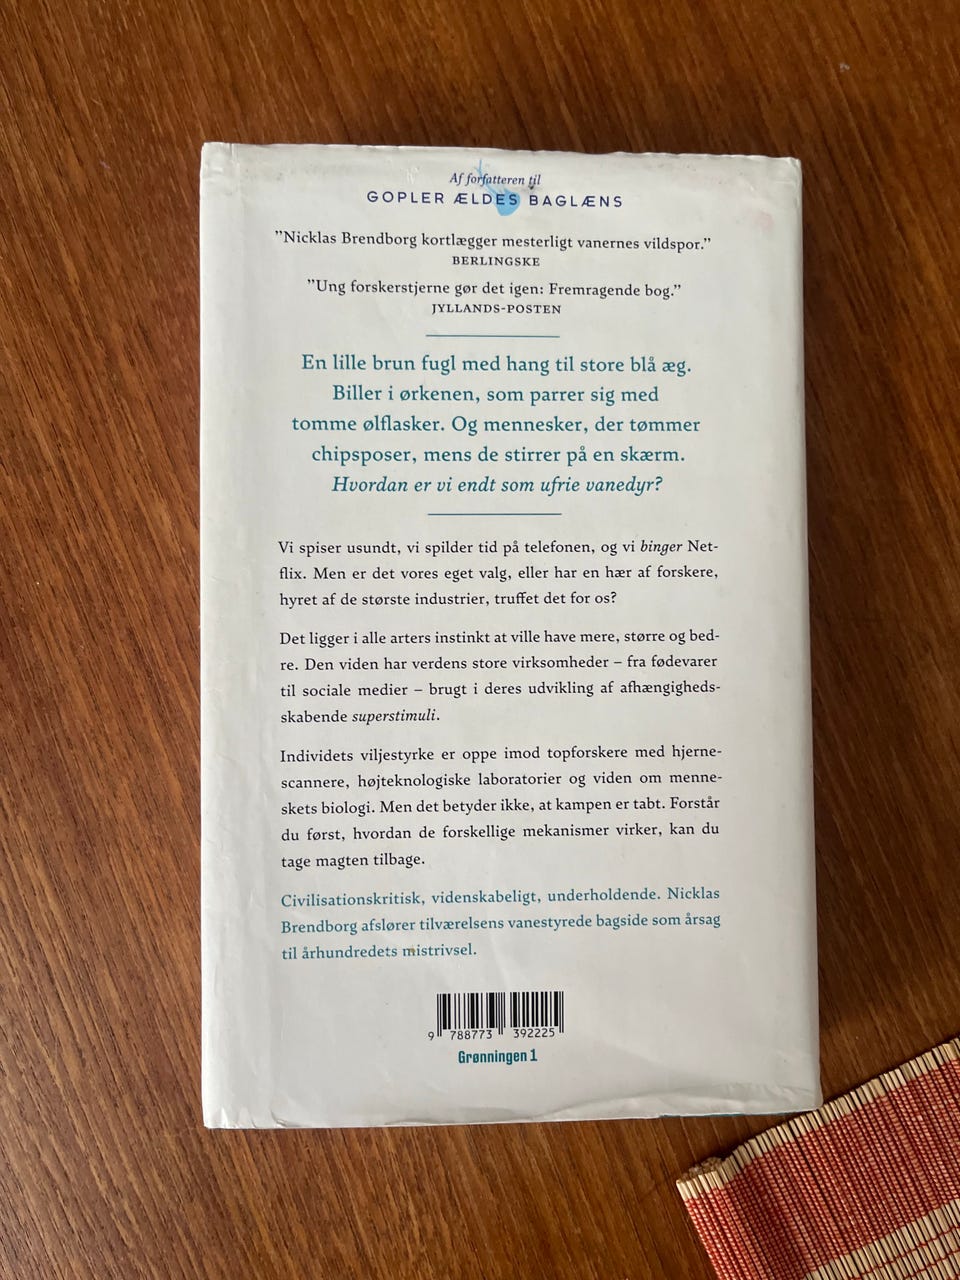 Af forfatteren til
GOPLER ÆLDES BAGLÆNS
”Nicklas Brendborg kortlægger mesterligt vanernes vildspor.”
BERLINGSKE
”Ung forskerstjerne gør det igen: Fremragende bog.”
JYLLANDS-POSTEN
En lille brun fugl med hang til store blå æg.
Biller i ørkenen, som parrer sig med
tomme ølflasker. Og mennesker, der tømmer
chipsposer, mens de stirrer på en skærm.
Hvordan er vi endt som ufrie vanedyr?
Vi spiser usundt, vi spilder tid på telefonen, og vi binger Net-
flix. Men er det vores eget valg, eller har en hær af forskere,
hyret af de største industrier, truffet det for os?
Det ligger i alle arters instinkt at ville have mere, større og bed-
re. Den viden har verdens store virksomheder – fra fødevarer
til sociale medier – brugt i deres udvikling af afhængigheds-
skabende superstimuli.
Individets viljestyrke er oppe imod topforskere med hjerne-
scannere, højteknologiske laboratorier og viden om menne-
skets biologi. Men det betyder ikke, at kampen er tabt. Forstår
du først, hvordan de forskellige mekanismer virker, kan du
tage magten tilbage.
Civilisationskritisk, videnskabeligt, underholdende. Nicklas
Brendborg afslører tilværelsens vanestyrede bagside som årsag
til århundredets mistrivsel.
9 788773 392225
Grønningen 1